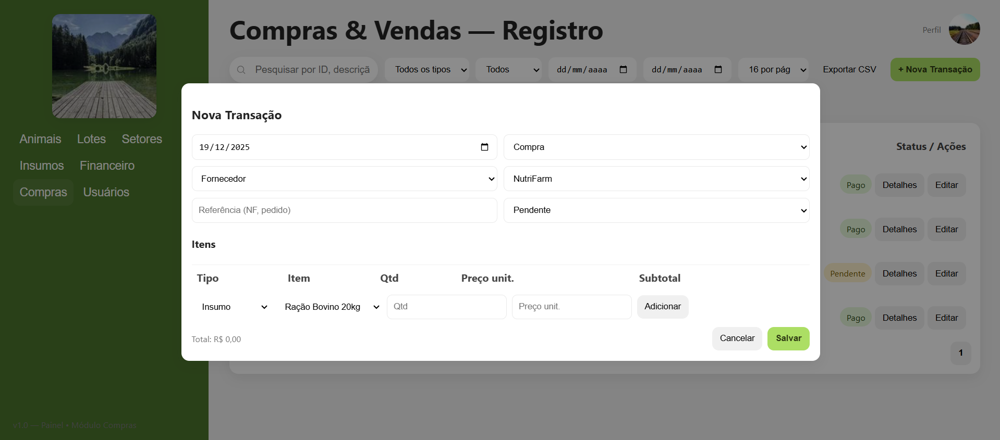 Compras & Vendas — Registro
Perfil
Pesquisar por ID, descriçã
Todos os tipos
Todos
dd/mm/aaaa
dd/mm/aaaa
16 por pág
Exportar CSV
+ Nova Transação
Animais
Lotes
Setores
Insumos
Financeiro
Compras
Usuários
v1.0 — Painel • Módulo Compras
Nova Transação
19/12/2025
Compra
Fornecedor
NutriFarm
Referência (NF, pedido)
Pendente
Itens
Tipo
Item
Qtd
Preço unit.
Subtotal
Insumo
Ração Bovino 20kg
Qtd
Preço unit.
Adicionar
Total: R$ 0,00
Cancelar
Salvar
Status / Ações
Pago
Detalhes
Editar
Pago
Detalhes
Editar
Pendente
Detalhes
Editar
Pago
Detalhes
Editar
1